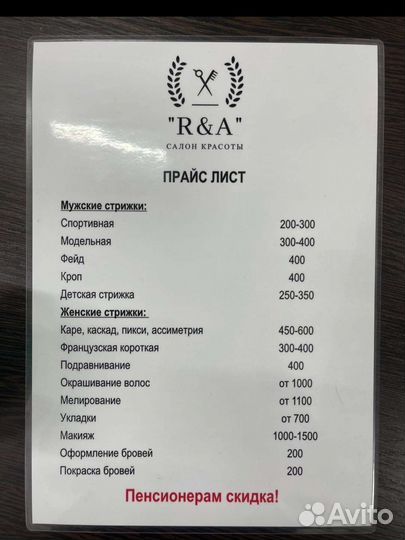 "R&A"
САЛОН КРАСОТЫ
ПРАЙС ЛИСТ
Мужские стрижки:
Спортивная 200-300
Модельная 300-400
Фейд 400
Кроп 400
Детская стрижка 250-350
Женские стрижки:
Каре, каскад, пикси, ассиметрия 450-600
Французская короткая 300-400
Подравнивание 400
Окрашивание волос от 1000
Мелирование от 1100
Укладки от 700
Макияж 1000-1500
Оформление бровей 200
Покраска бровей 200
Пенсионерам скидка!
Avito